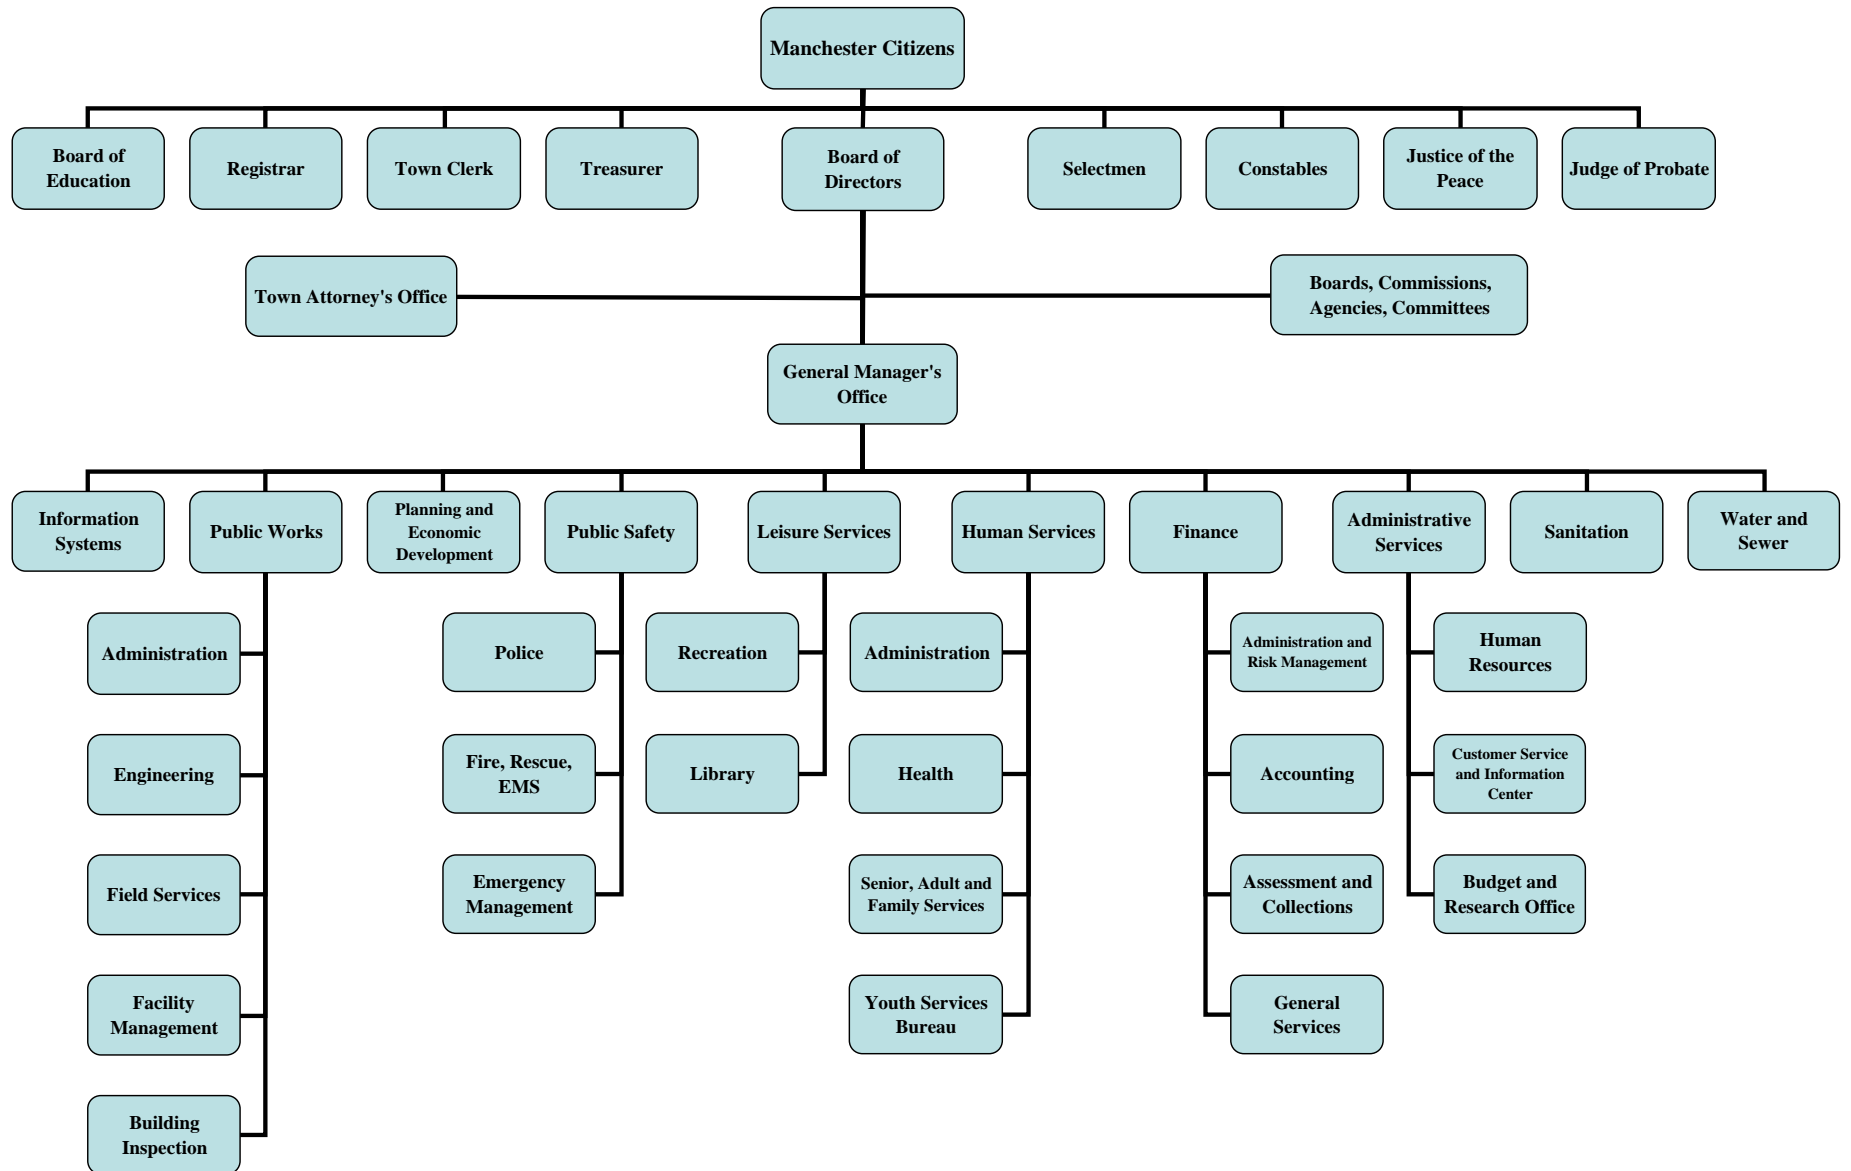 Manchester Citizens
Board of
Education
Registrar
Town Clerk
Treasurer
Board of
Directors
Selectmen
Constables
Justice of the
Peace
Judge of Probate
Town Attorney's Office
Boards, Commissions,
Agencies, Committees
General Manager's
Office
Information
Systems
Public Works
Planning and
Economic
Development
Public Safety
Leisure Services
Human Services
Finance
Administrative
Services
Sanitation
Water and
Sewer
Administration
Engineering
Field Services
Facility
Management
Building
Inspection
Police
Fire, Rescue,
EMS
Emergency
Management
Recreation
Library
Administration
Health
Senior, Adult and
Family Services
Youth Services
Bureau
Administration and
Risk Management
Accounting
Assessment and
Collections
General
Services
Human
Resources
Customer Service
and Information
Center
Budget and
Research Office